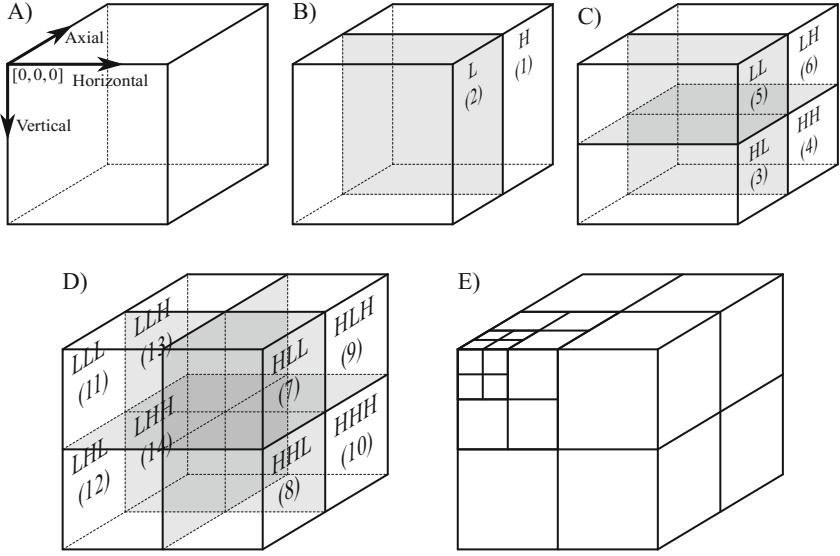 A)
Axial
[0, 0, 0]
Horizontal
Vertical
B)
L
(2)
H
(1)
C)
LL
(5)
LH
(6)
HL
(3)
HH
(4)
D)
LLL
(11)
LLH
(13)
HLL
(7)
HLH
(9)
LHL
(12)
LHH
(14)
HHL
(8)
HHH
(10)
E)